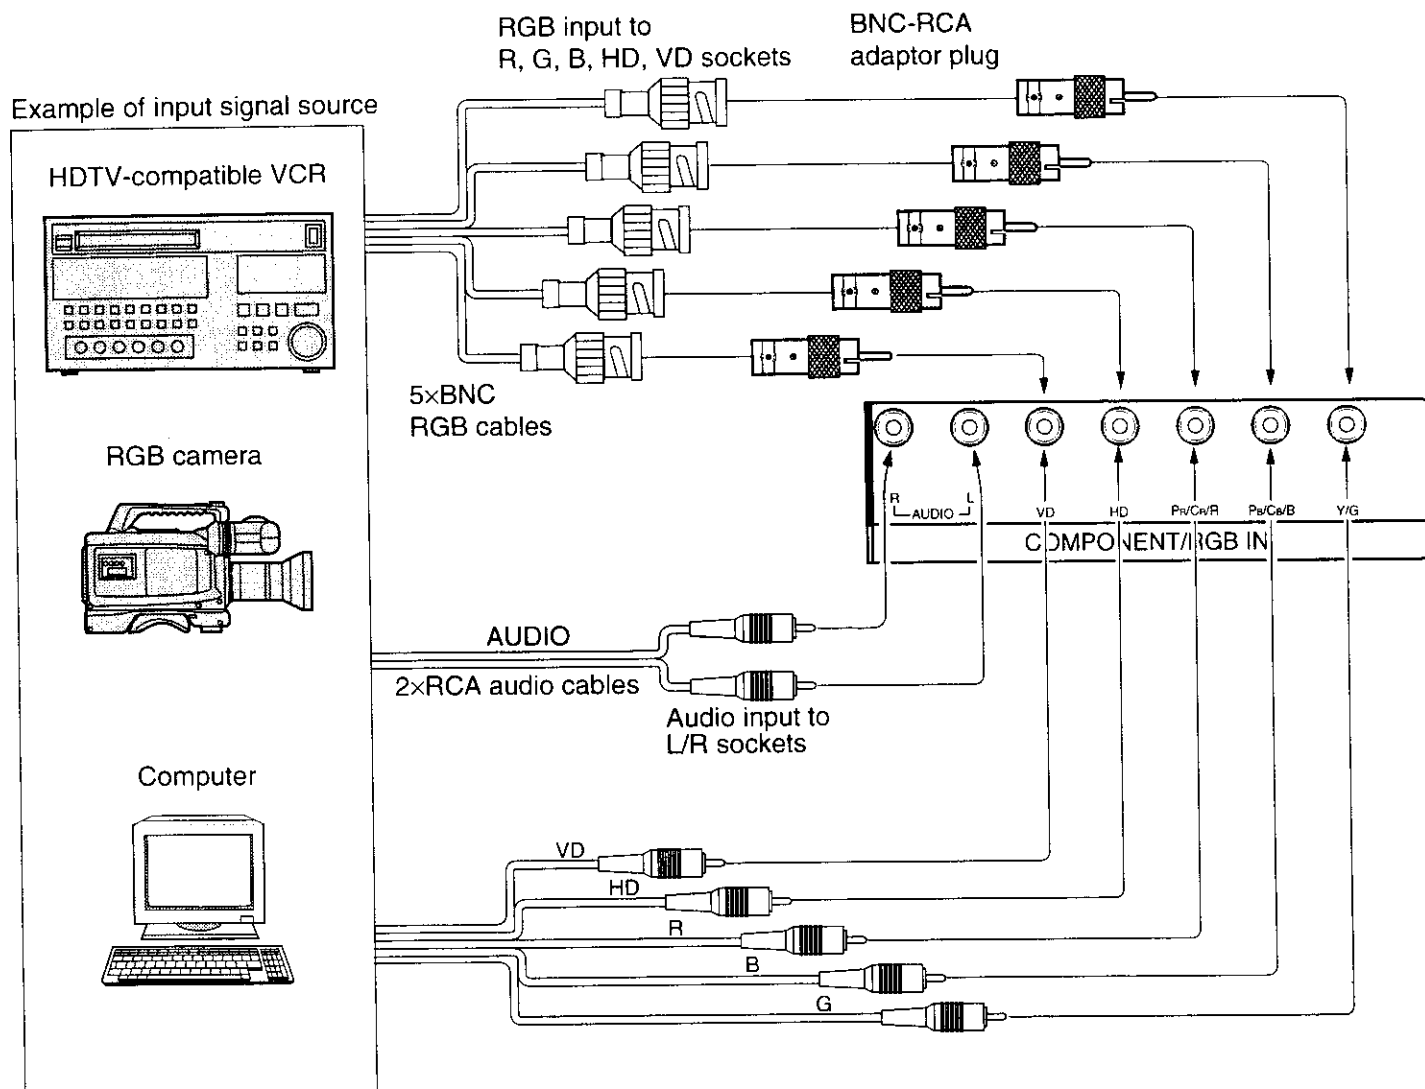 RGB input to
R, G, B, HD, VD sockets
BNC-RCA
adaptor plug
Example of input signal source
HDTV-compatible VCR
5×BNC
RGB cables
RGB camera
R
L
AUDIO
VD
HD
PR/CR/R
PB/CB/B
Y/G
COMPONENT/RGB IN
AUDIO
2×RCA audio cables
Audio input to
L/R sockets
Computer
VD
HD
R
B
G